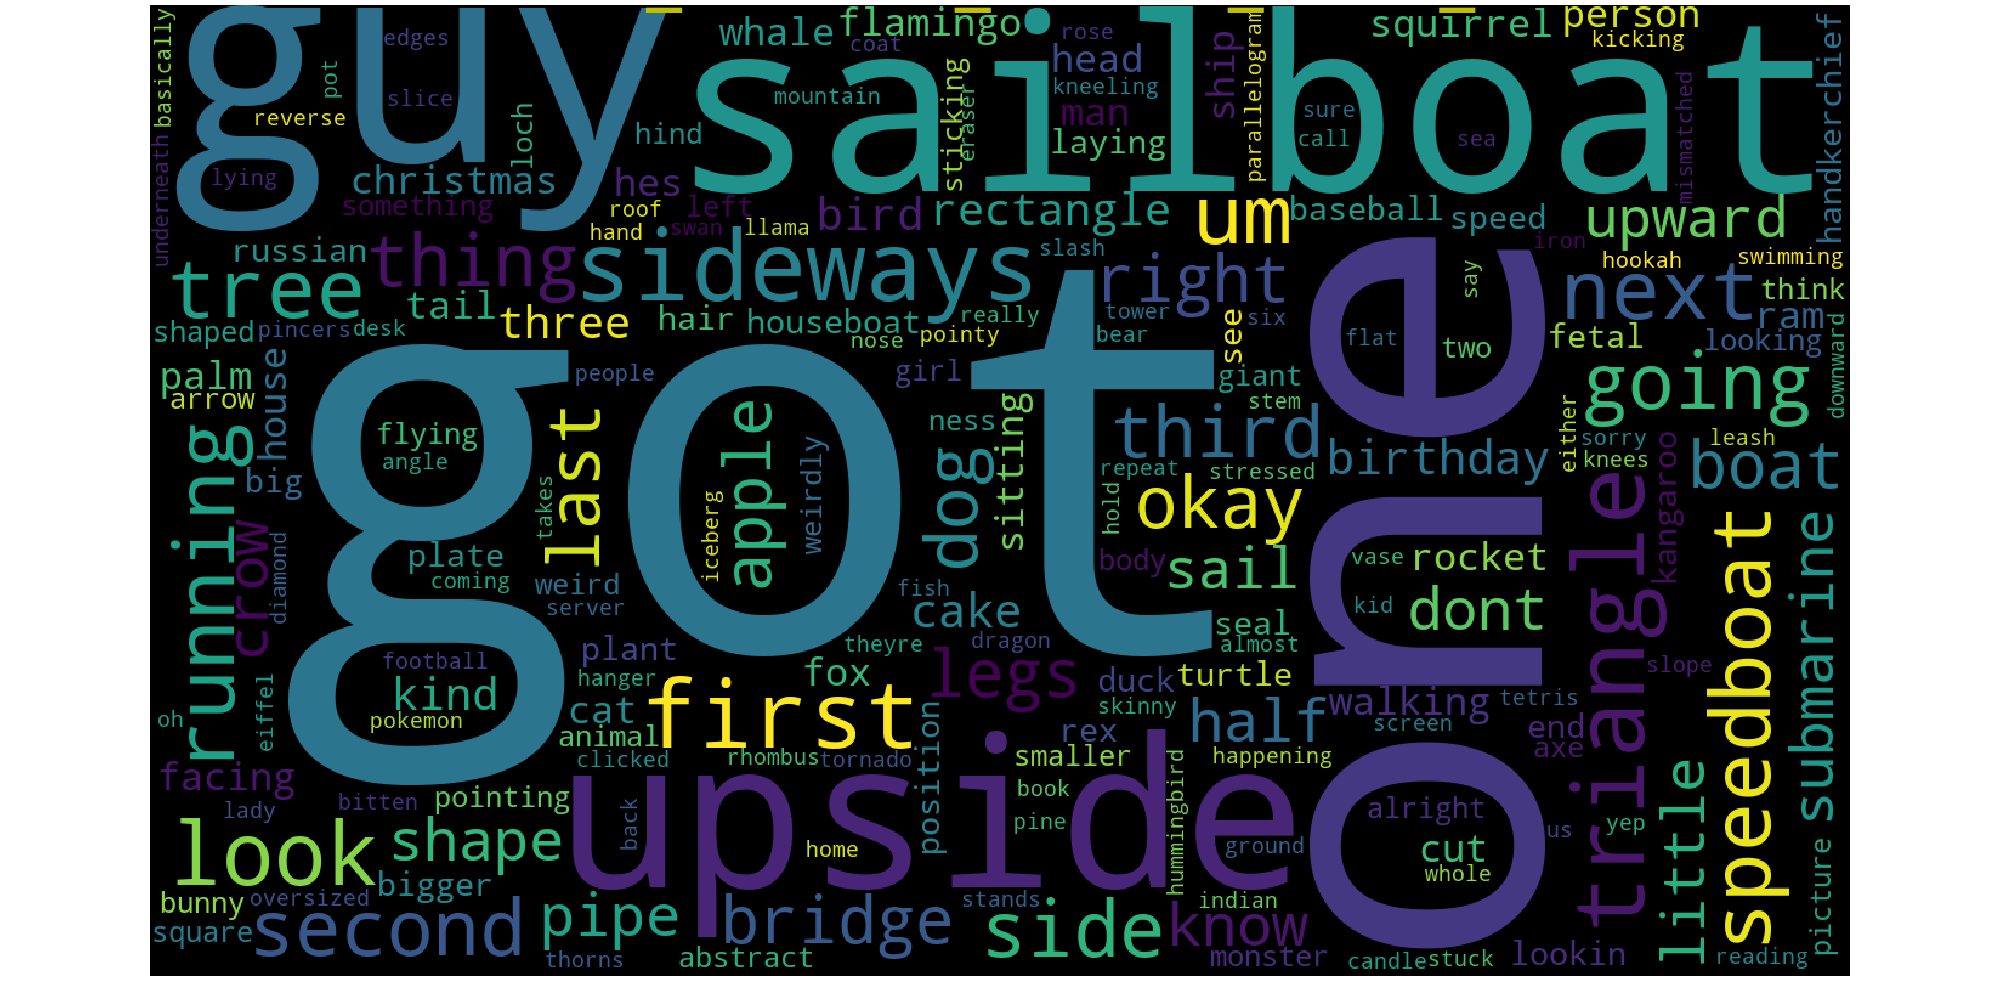 guy
sailboat
got
one
upside
basically
edges
pot
slice
reverse
lying
underneath
christmas
something
loch
hind
whale
flamingo
coat
mountain
sticking
eraser
rose
head
kneeling
man
laying
ship
parallelogram
sure
call
sea
squirrel
person
kicking
mismatched
handkerchief
hes
roof
hand
left
swan
llama
bird
rectangle
um
baseball
speed
upward
iron
russian
thing
sideways
slash
right
say
hookah
swimming
tree
tail
three
hair
houseboat
really
pointy
nose
tower
bear
six
see
flat
two
next
think
ram
fetal
looking
downward
shaped
pincers
desk
palm
arrow
house
people
girl
giant
stem
going
running
flying
angle
last
apple
weirdly
iceberg
ness
dog
sitting
third
birthday
either
sorry
knees
leash
kangaroo
boat
big
crow
diamond
takes
repeat
stressed
hold
okay
triangle
plate
coming
weird
server
fish
cake
body
sail
vase
rocket
kid
dont
speedboat
submarine
plant
theyre
dragon
seal
almost
football
kind
pokemon
hanger
fox
legs
duck
turtle
skinny
walking
tetris
slope
oh
eiffel
cat
first
animal
clicked
rhombus
tornado
position
rex
smaller
half
happening
screen
end
axe
facing
lady
bitten
pointing
back
book
pine
hummingbird
alright
us
yep
little
look
shape
home
ground
cut
whole
picture
bunny
oversized
bigger
square
second
pipe
bridge
stands
side
indian
know
thorns
abstract
monster
candle
stuck
lookin
reading